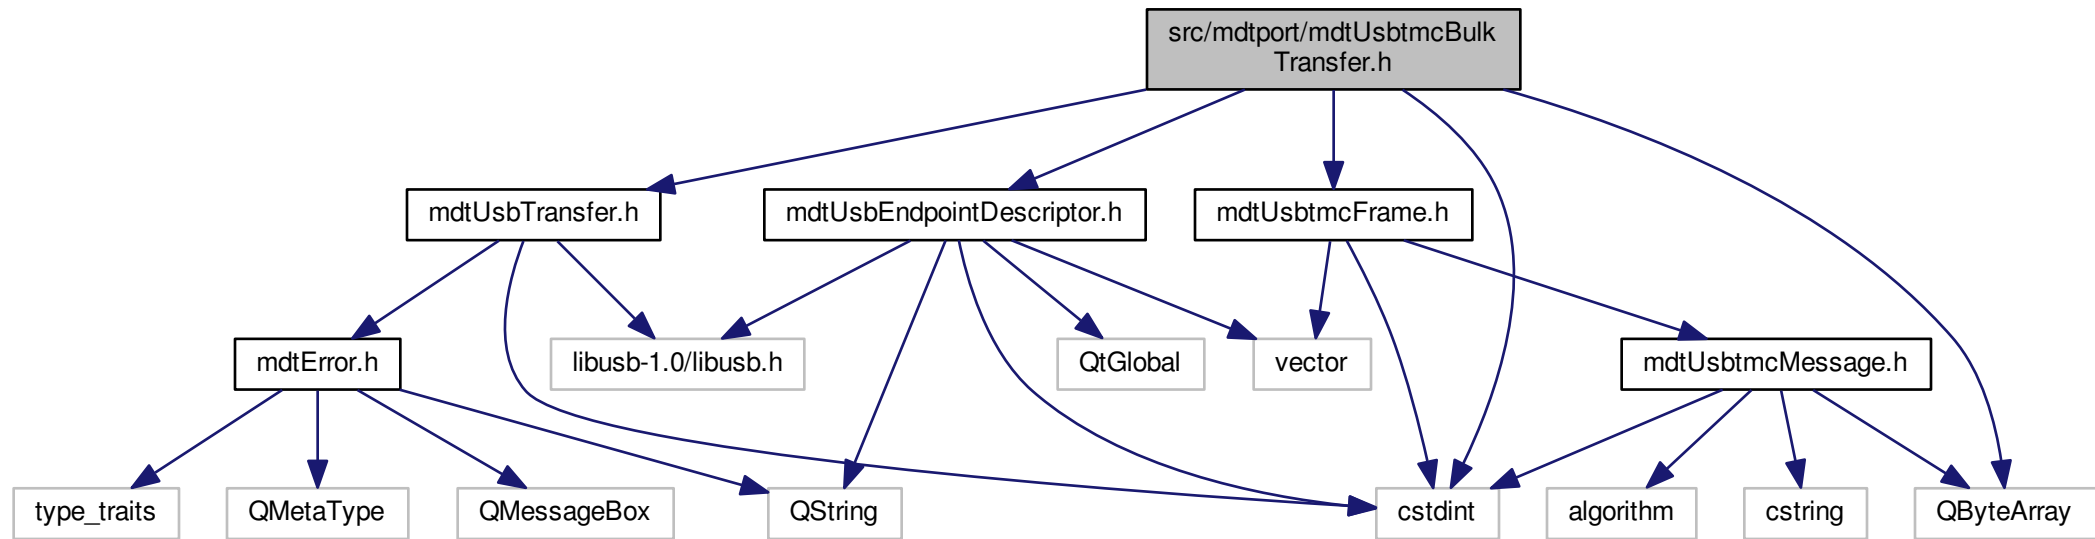 src/mdtport/mdtUsbtmcBulk
Transfer.h
mdtUsbTransfer.h
mdtUsbEndpointDescriptor.h
mdtUsbtmcFrame.h
mdtError.h
libusb-1.0/libusb.h
QtGlobal
vector
mdtUsbtmcMessage.h
type_traits
QMetaType
QMessageBox
QString
cstdint
algorithm
cstring
QByteArray